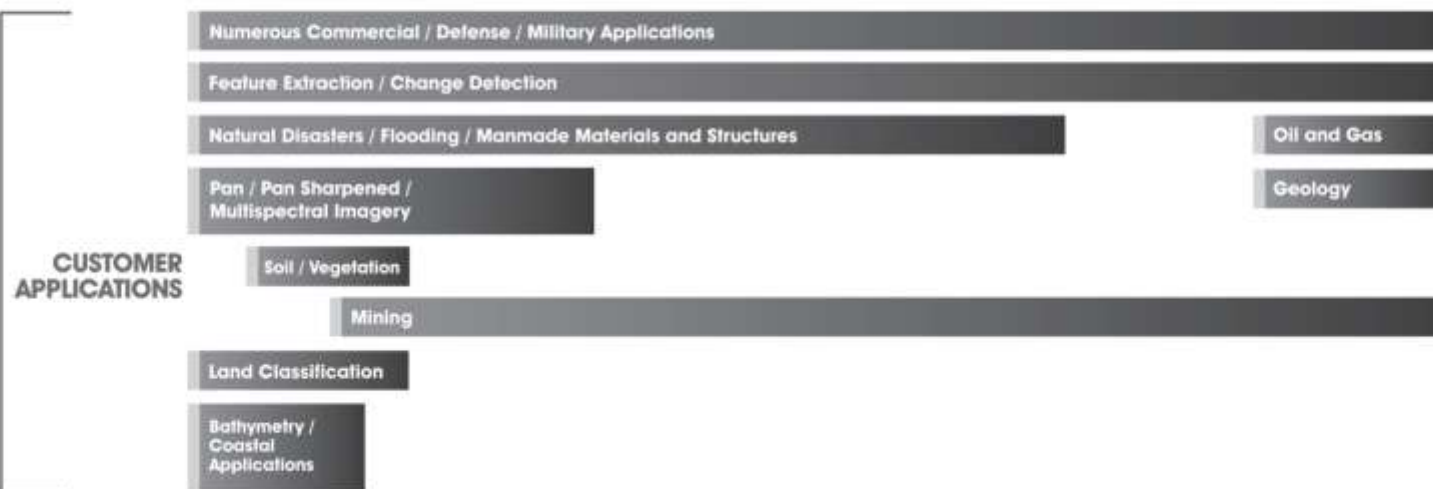 Numerous Commercial / Defense / Military Applications
Feature Extraction / Change Detection
Natural Disasters / Flooding / Manmade Materials and Structures
Oil and Gas
Pan / Pan Sharpened /
Multispectral Imagery
Geology
CUSTOMER
APPLICATIONS
Soil / Vegetation
Mining
Land Classification
Bathymetry /
Coastal
Applications